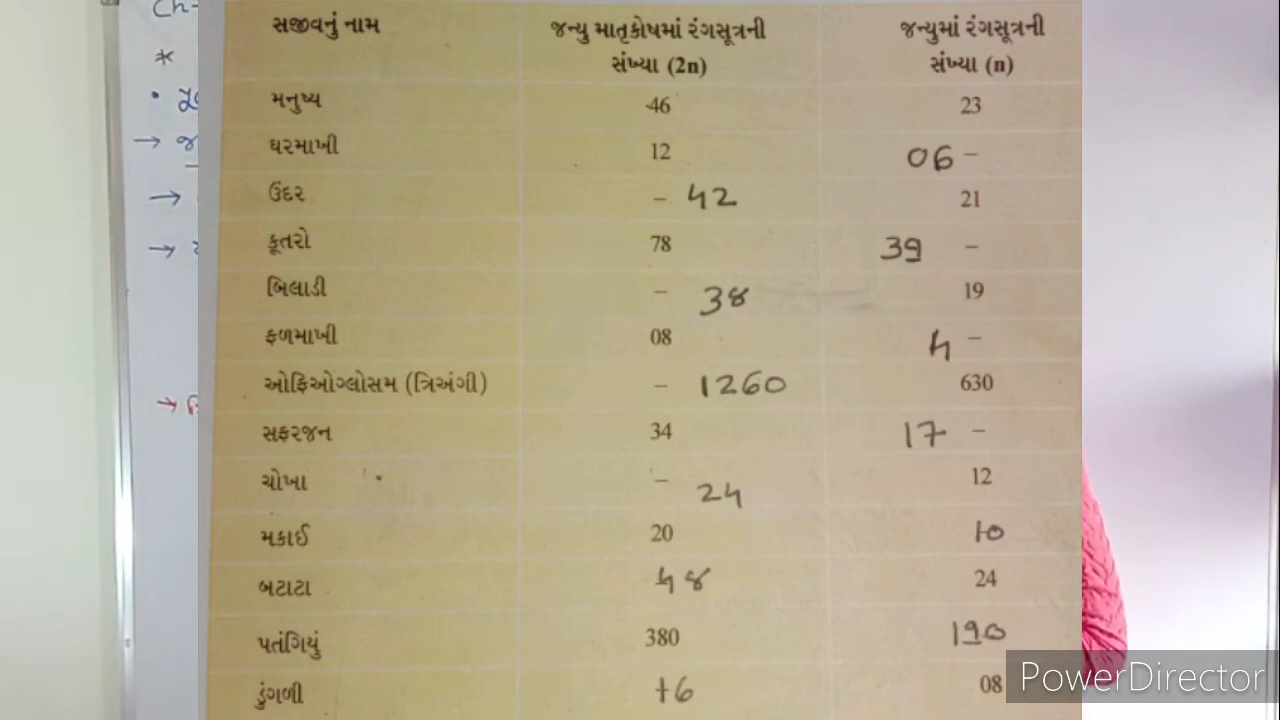 Ch-
*
સજીવનું નામ જન્યુ માતૃકોષમાં રંગસૂત્રની સંખ્યા (2n) જન્યુમાં રંગસૂત્રની સંખ્યા (n)
મનુષ્ય 46 23
ઘરમાખી 12 06 –
ઉંદર – 42 21
કૂતરો 78 39 –
બિલાડી – 38 19
ફળમાખી 08 4 –
ઓફિઓગ્લોસમ (ત્રિઅંગી) – 1260 630
સફરજન 34 17 –
ચોખા – 24 12
મકાઈ 20 10
બટાટા 48 24
પતંગિયું 380 190
ડુંગળી 16 08
PowerDirector